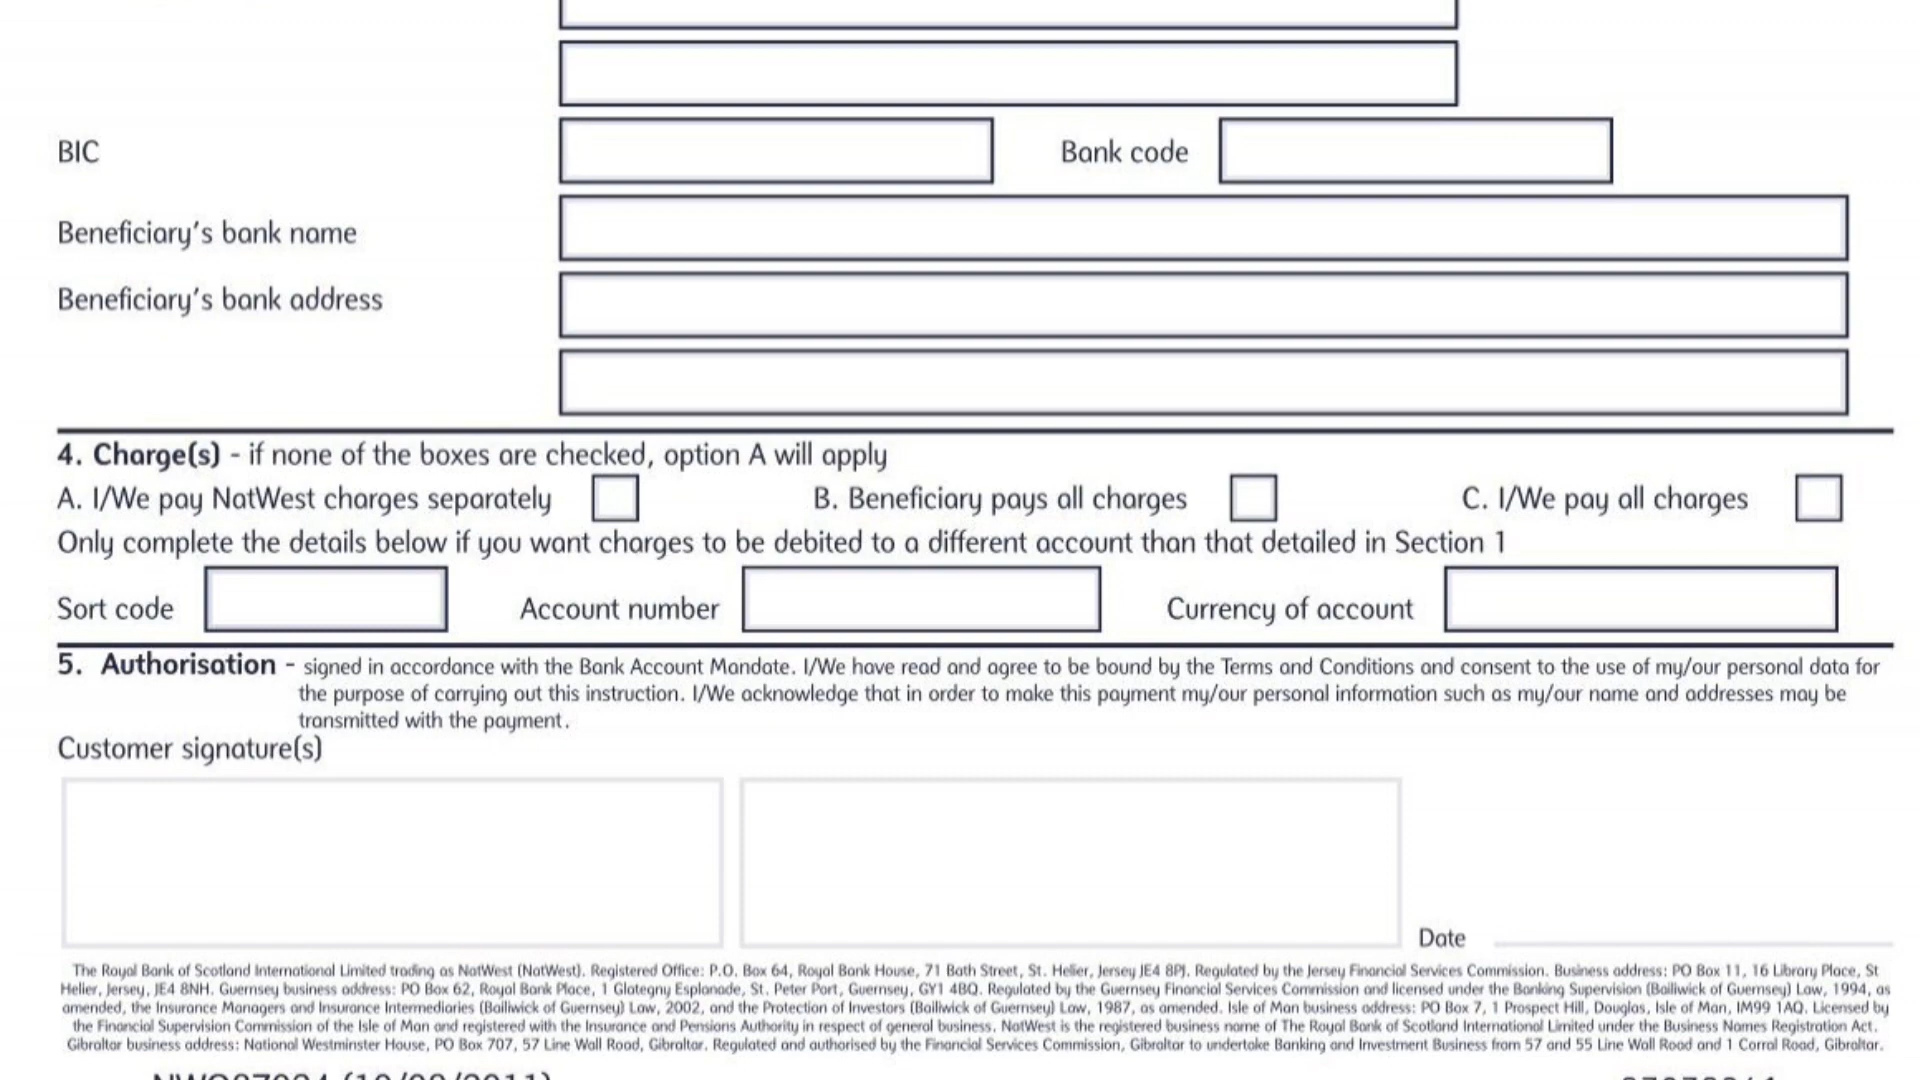 BIC
Bank code
Beneficiary's bank name
Beneficiary's bank address
4. Charge(s) - if none of the boxes are checked, option A will apply
A. I/We pay NatWest charges separately
B. Beneficiary pays all charges
C. I/We pay all charges
Only complete the details below if you want charges to be debited to a different account than that detailed in Section 1
Sort code
Account number
Currency of account
5. Authorisation - signed in accordance with the Bank Account Mandate. I/We have read and agree to be bound by the Terms and Conditions and consent to the use of my/our personal data for
the purpose of carrying out this instruction. I/We acknowledge that in order to make this payment my/our personal information such as my/our name and addresses may be
transmitted with the payment.
Customer signature(s)
Date
The Royal Bank of Scotland International Limited trading as NatWest (NatWest). Registered Office: P.O. Box 64, Royal Bank House, 71 Bath Street, St. Helier, Jersey JE4 8PJ. Regulated by the Jersey Financial Services Commission. Business address: PO Box 11, 16 Library Place, St
Helier, Jersey, JE4 8NH. Guernsey business address: PO Box 62, Royal Bank Place, 1 Glategny Esplanade, St. Peter Port, Guernsey, GY1 4BQ. Regulated by the Guernsey Financial Services Commission and licensed under the Banking Supervision (Bailiwick of Guernsey) Law, 1994, as
amended, the Insurance Managers and Insurance Intermediaries (Bailiwick of Guernsey) Law, 2002, and the Protection of Investors (Bailiwick of Guernsey) Law, 1987, as amended. Isle of Man business address: PO Box 7, 1 Prospect Hill, Douglas, Isle of Man, IM99 1AQ. Licensed by
the Financial Supervision Commission of the Isle of Man and registered with the Insurance and Pensions Authority in respect of general business. NatWest is the registered business name of The Royal Bank of Scotland International Limited under the Business Names Registration Act.
Gibraltar business address: National Westminster House, PO Box 707, 57 Line Wall Road, Gibraltar. Regulated and authorised by the Financial Services Commission, Gibraltar to undertake Banking and Investment Business from 57 and 55 Line Wall Road and 1 Corral Road, Gibraltar.